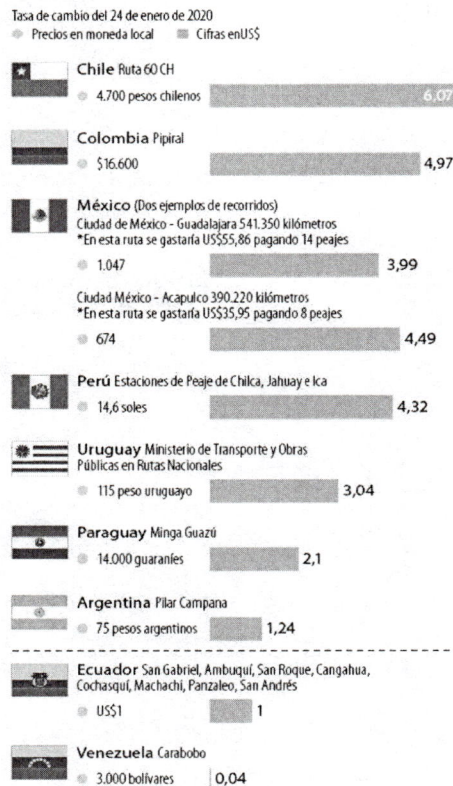 Tasa de cambio del 24 de enero de 2020
Precios en moneda local Cifras enUS$
Chile Ruta 60 CH
4.700 pesos chilenos 6,07
Colombia Pipiral
$16.600 4,97
México (Dos ejemplos de recorridos)
Ciudad de México - Guadalajara 541.350 kilómetros
*En esta ruta se gastaría US$55,86 pagando 14 peajes
1.047 3,99
Ciudad México - Acapulco 390.220 kilómetros
*En esta ruta se gastaría US$35,95 pagando 8 peajes
674 4,49
Perú Estaciones de Peaje de Chilca, Jahuay e Ica
14,6 soles 4,32
Uruguay Ministerio de Transporte y Obras
Públicas en Rutas Nacionales
115 peso uruguayo 3,04
Paraguay Minga Guazú
14.000 guaraníes 2,1
Argentina Pilar Campana
75 pesos argentinos 1,24
Ecuador San Gabriel, Ambuquí, San Roque, Cangahua,
Cochasquí, Machachi, Panzaleo, San Andrés
US$1 1
Venezuela Carabobo
3.000 bolívares 0,04